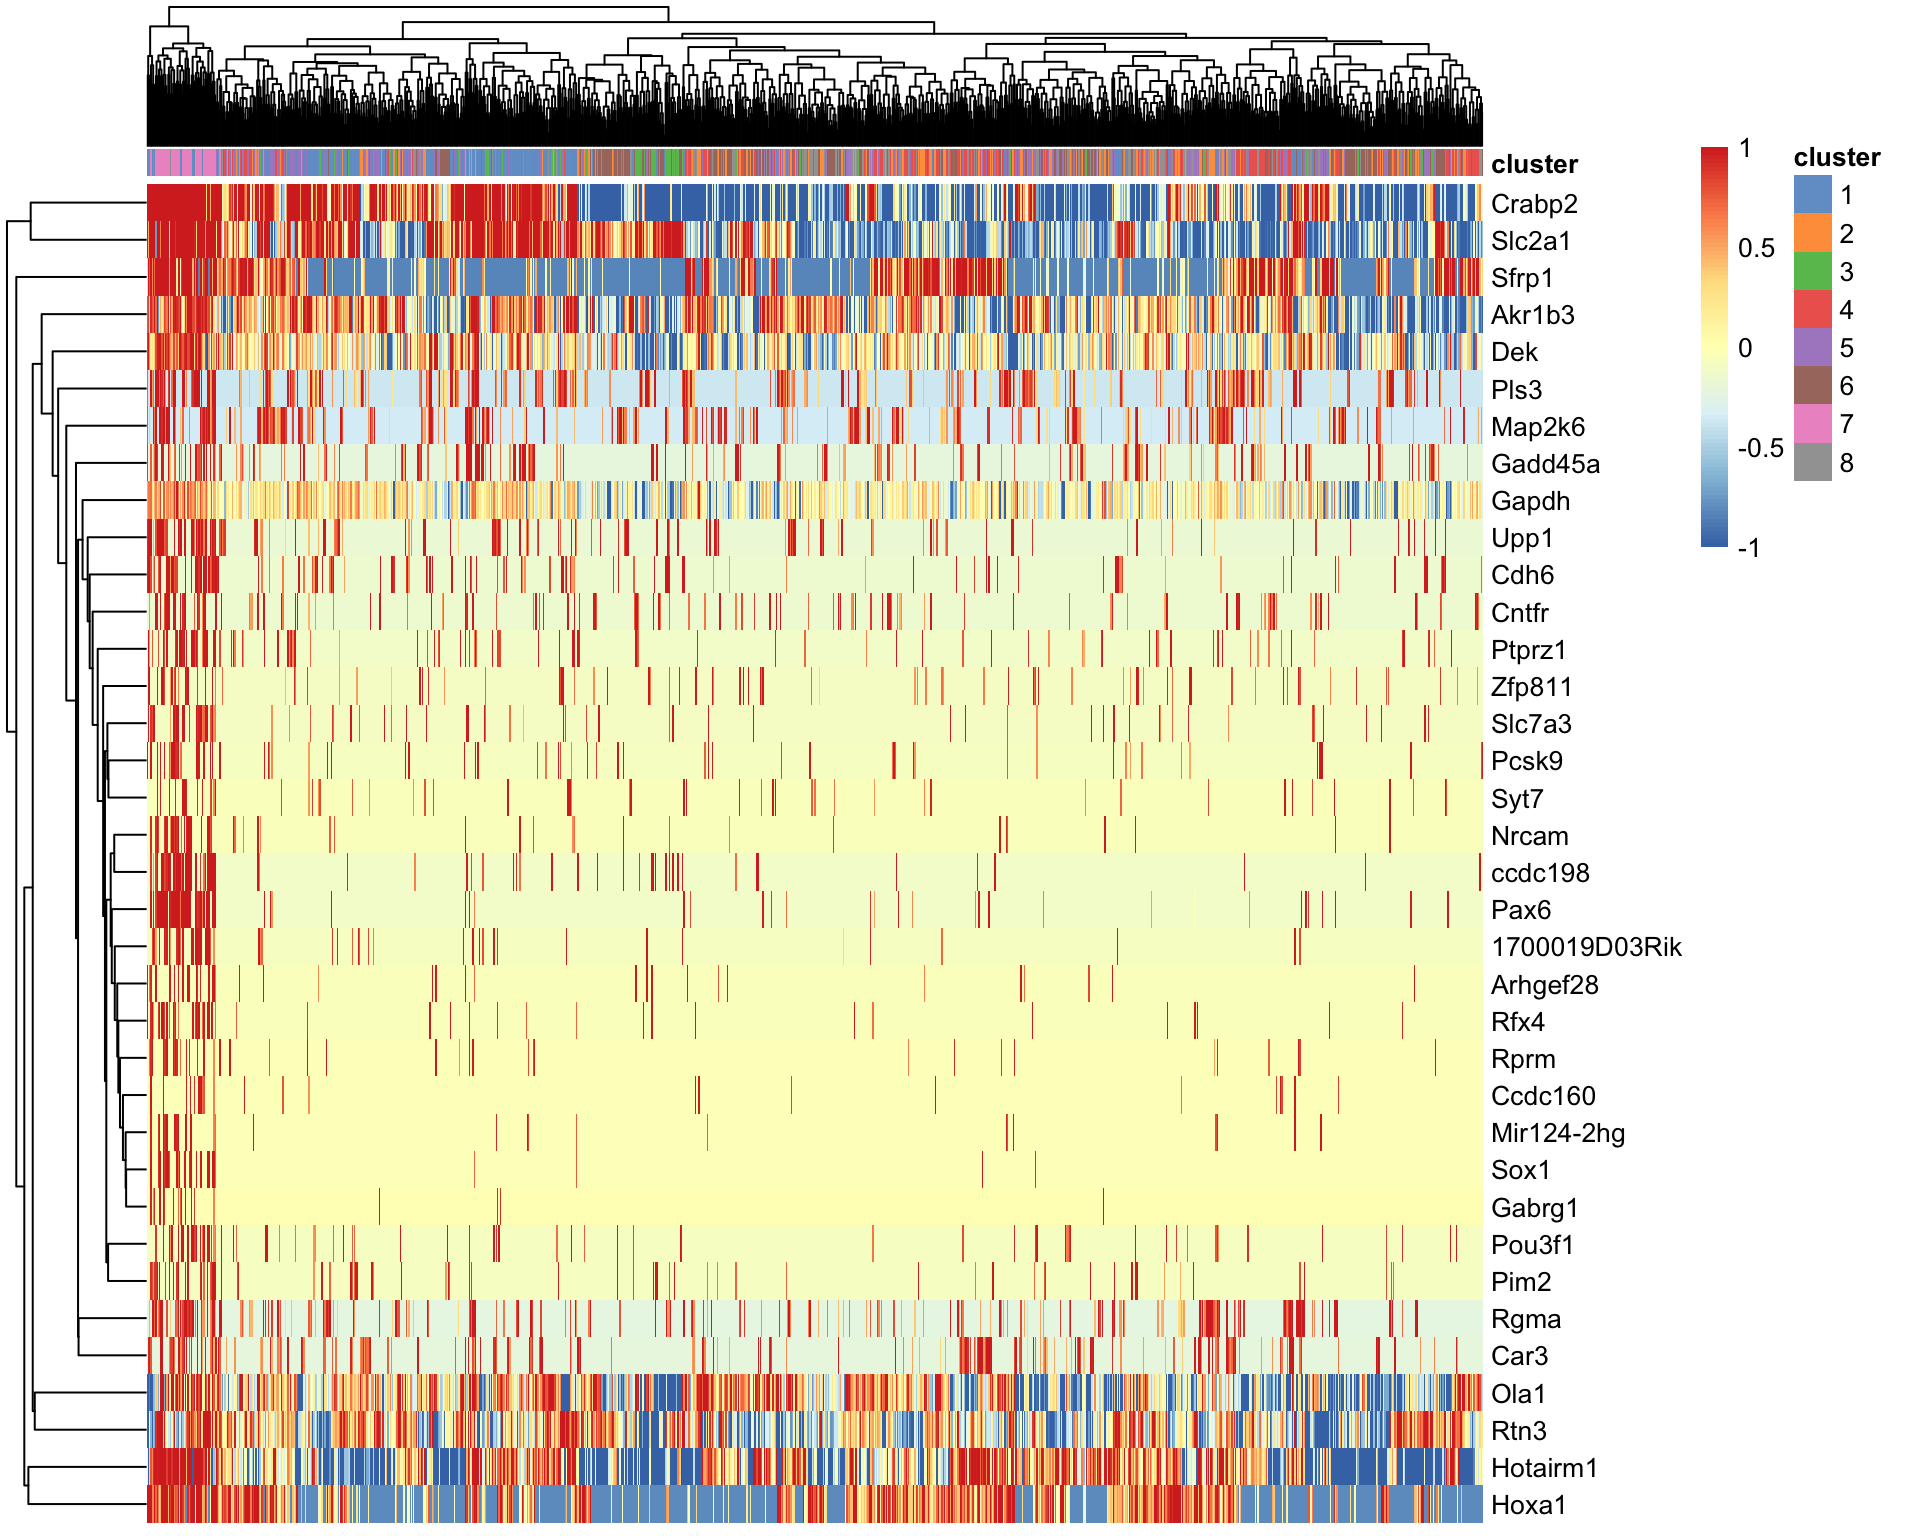 cluster
Crabp2
Slc2a1
Sfrp1
Akr1b3
Dek
Pls3
Map2k6
Gadd45a
Gapdh
Upp1
Cdh6
Cntfr
Ptprz1
Zfp811
Slc7a3
Pcsk9
Syt7
Nrcam
ccdc198
Pax6
1700019D03Rik
Arhgef28
Rfx4
Rprm
Ccdc160
Mir124-2hg
Sox1
Gabrg1
Pou3f1
Pim2
Rgma
Car3
Ola1
Rtn3
Hotairm1
Hoxa1
1
0.5
0
-0.5
-1
cluster
1
2
3
4
5
6
7
8